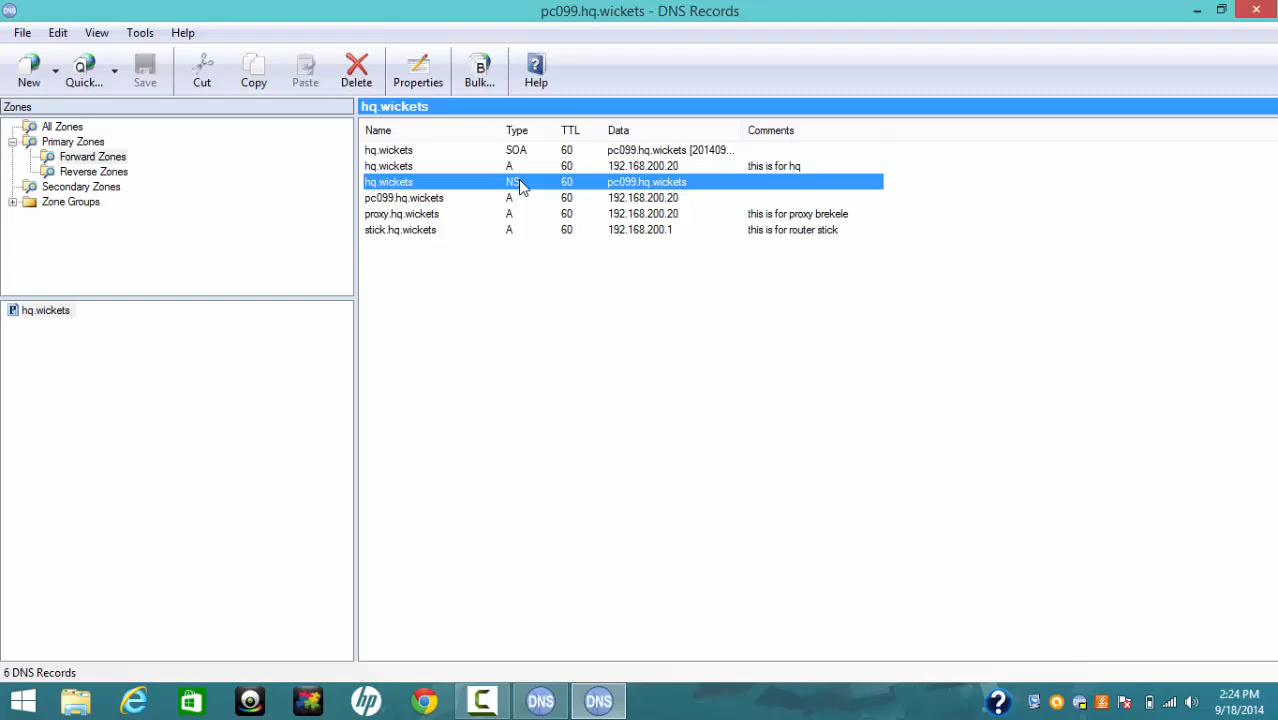 pc099.hq.wickets - DNS Records
File Edit View Tools Help
New Quick... Save Cut Copy Paste Delete Properties Bulk... Help
Zones
All Zones
Primary Zones
Forward Zones
Reverse Zones
Secondary Zones
Zone Groups
hq.wickets
hq.wickets
Name Type TTL Data Comments
hq.wickets SOA 60 pc099.hq.wickets [201409...
hq.wickets A 60 192.168.200.20 this is for hq
hq.wickets NS 60 pc099.hq.wickets
pc099.hq.wickets A 60 192.168.200.20
proxy.hq.wickets A 60 192.168.200.20 this is for proxy brekele
stick.hq.wickets A 60 192.168.200.1 this is for router stick
6 DNS Records
DNS DNS
2:24 PM
9/18/2014